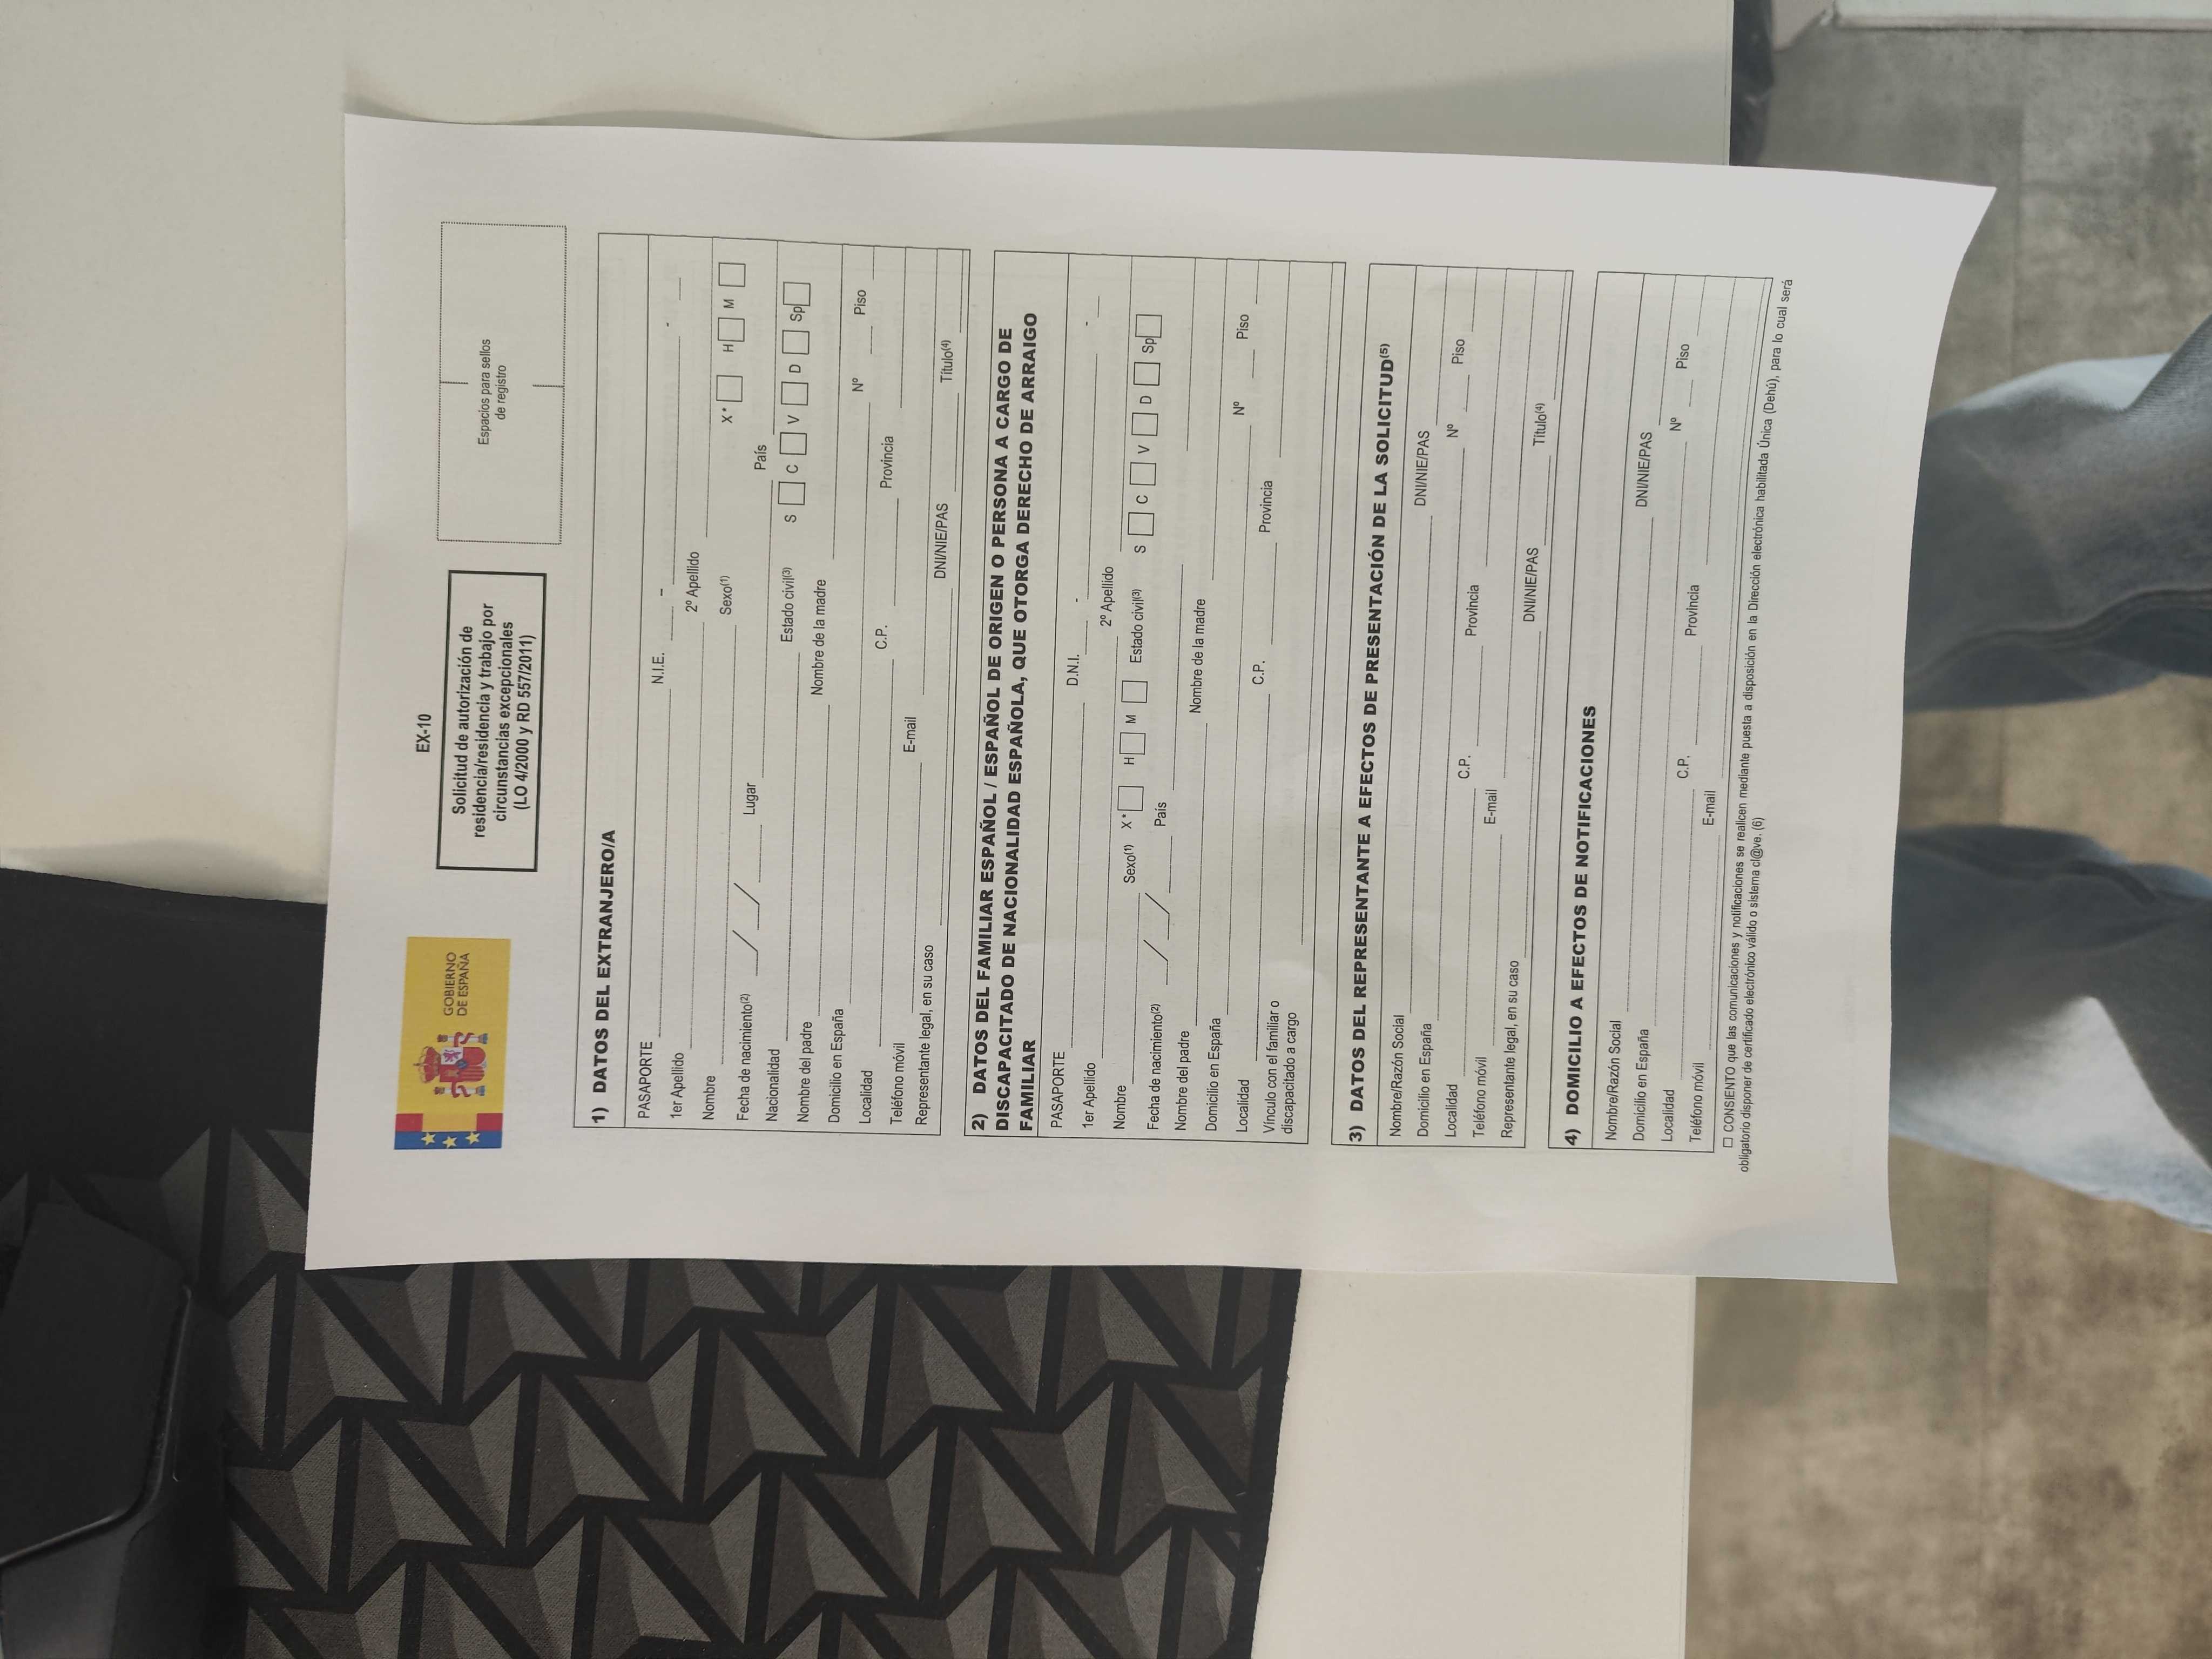 GOBIERNO
DE ESPAÑA
EX-10
Solicitud de autorización de
residencia/residencia y trabajo por
circunstancias excepcionales
(LO 4/2000 y RD 557/2011)
Espacios para sellos
de registro
1) DATOS DEL EXTRANJERO/A
PASAPORTE N.I.E. - -
1er Apellido 2º Apellido
Nombre Sexo(1) X* H M
Fecha de nacimiento(2) / / Lugar País
Nacionalidad Estado civil(3) S C V D Sp
Nombre del padre Nombre de la madre
Domicilio en España Nº Piso
Localidad C.P. Provincia
Teléfono móvil E-mail
Representante legal, en su caso DNI/NIE/PAS Título(4)
2) DATOS DEL FAMILIAR ESPAÑOL / ESPAÑOL DE ORIGEN O PERSONA A CARGO DE
DISCAPACITADO DE NACIONALIDAD ESPAÑOLA, QUE OTORGA DERECHO DE ARRAIGO
FAMILIAR
PASAPORTE D.N.I. - -
1er Apellido 2º Apellido
Nombre Sexo(1) X* H M Estado civil(3) S C V D Sp
Fecha de nacimiento(2) / / País
Nombre del padre Nombre de la madre
Domicilio en España Nº Piso
Localidad C.P. Provincia
Vínculo con el familiar o
discapacitado a cargo
3) DATOS DEL REPRESENTANTE A EFECTOS DE PRESENTACIÓN DE LA SOLICITUD(5)
Nombre/Razón Social DNI/NIE/PAS
Domicilio en España Nº Piso
Localidad C.P. Provincia
Teléfono móvil E-mail
Representante legal, en su caso DNI/NIE/PAS Título(4)
4) DOMICILIO A EFECTOS DE NOTIFICACIONES
Nombre/Razón Social DNI/NIE/PAS
Domicilio en España Nº Piso
Localidad C.P. Provincia
Teléfono móvil E-mail
☐ CONSIENTO que las comunicaciones y notificaciones se realicen mediante puesta a disposición en la Dirección electrónica habilitada Única (Dehú), para lo cual será
obligatorio disponer de certificado electrónico válido o sistema cl@ve. (6)